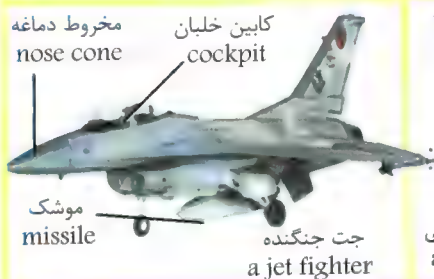 مخروط دماغه
nose cone
کابین خلبان
cockpit
موشک
missile
جت جنگنده
a jet fighter